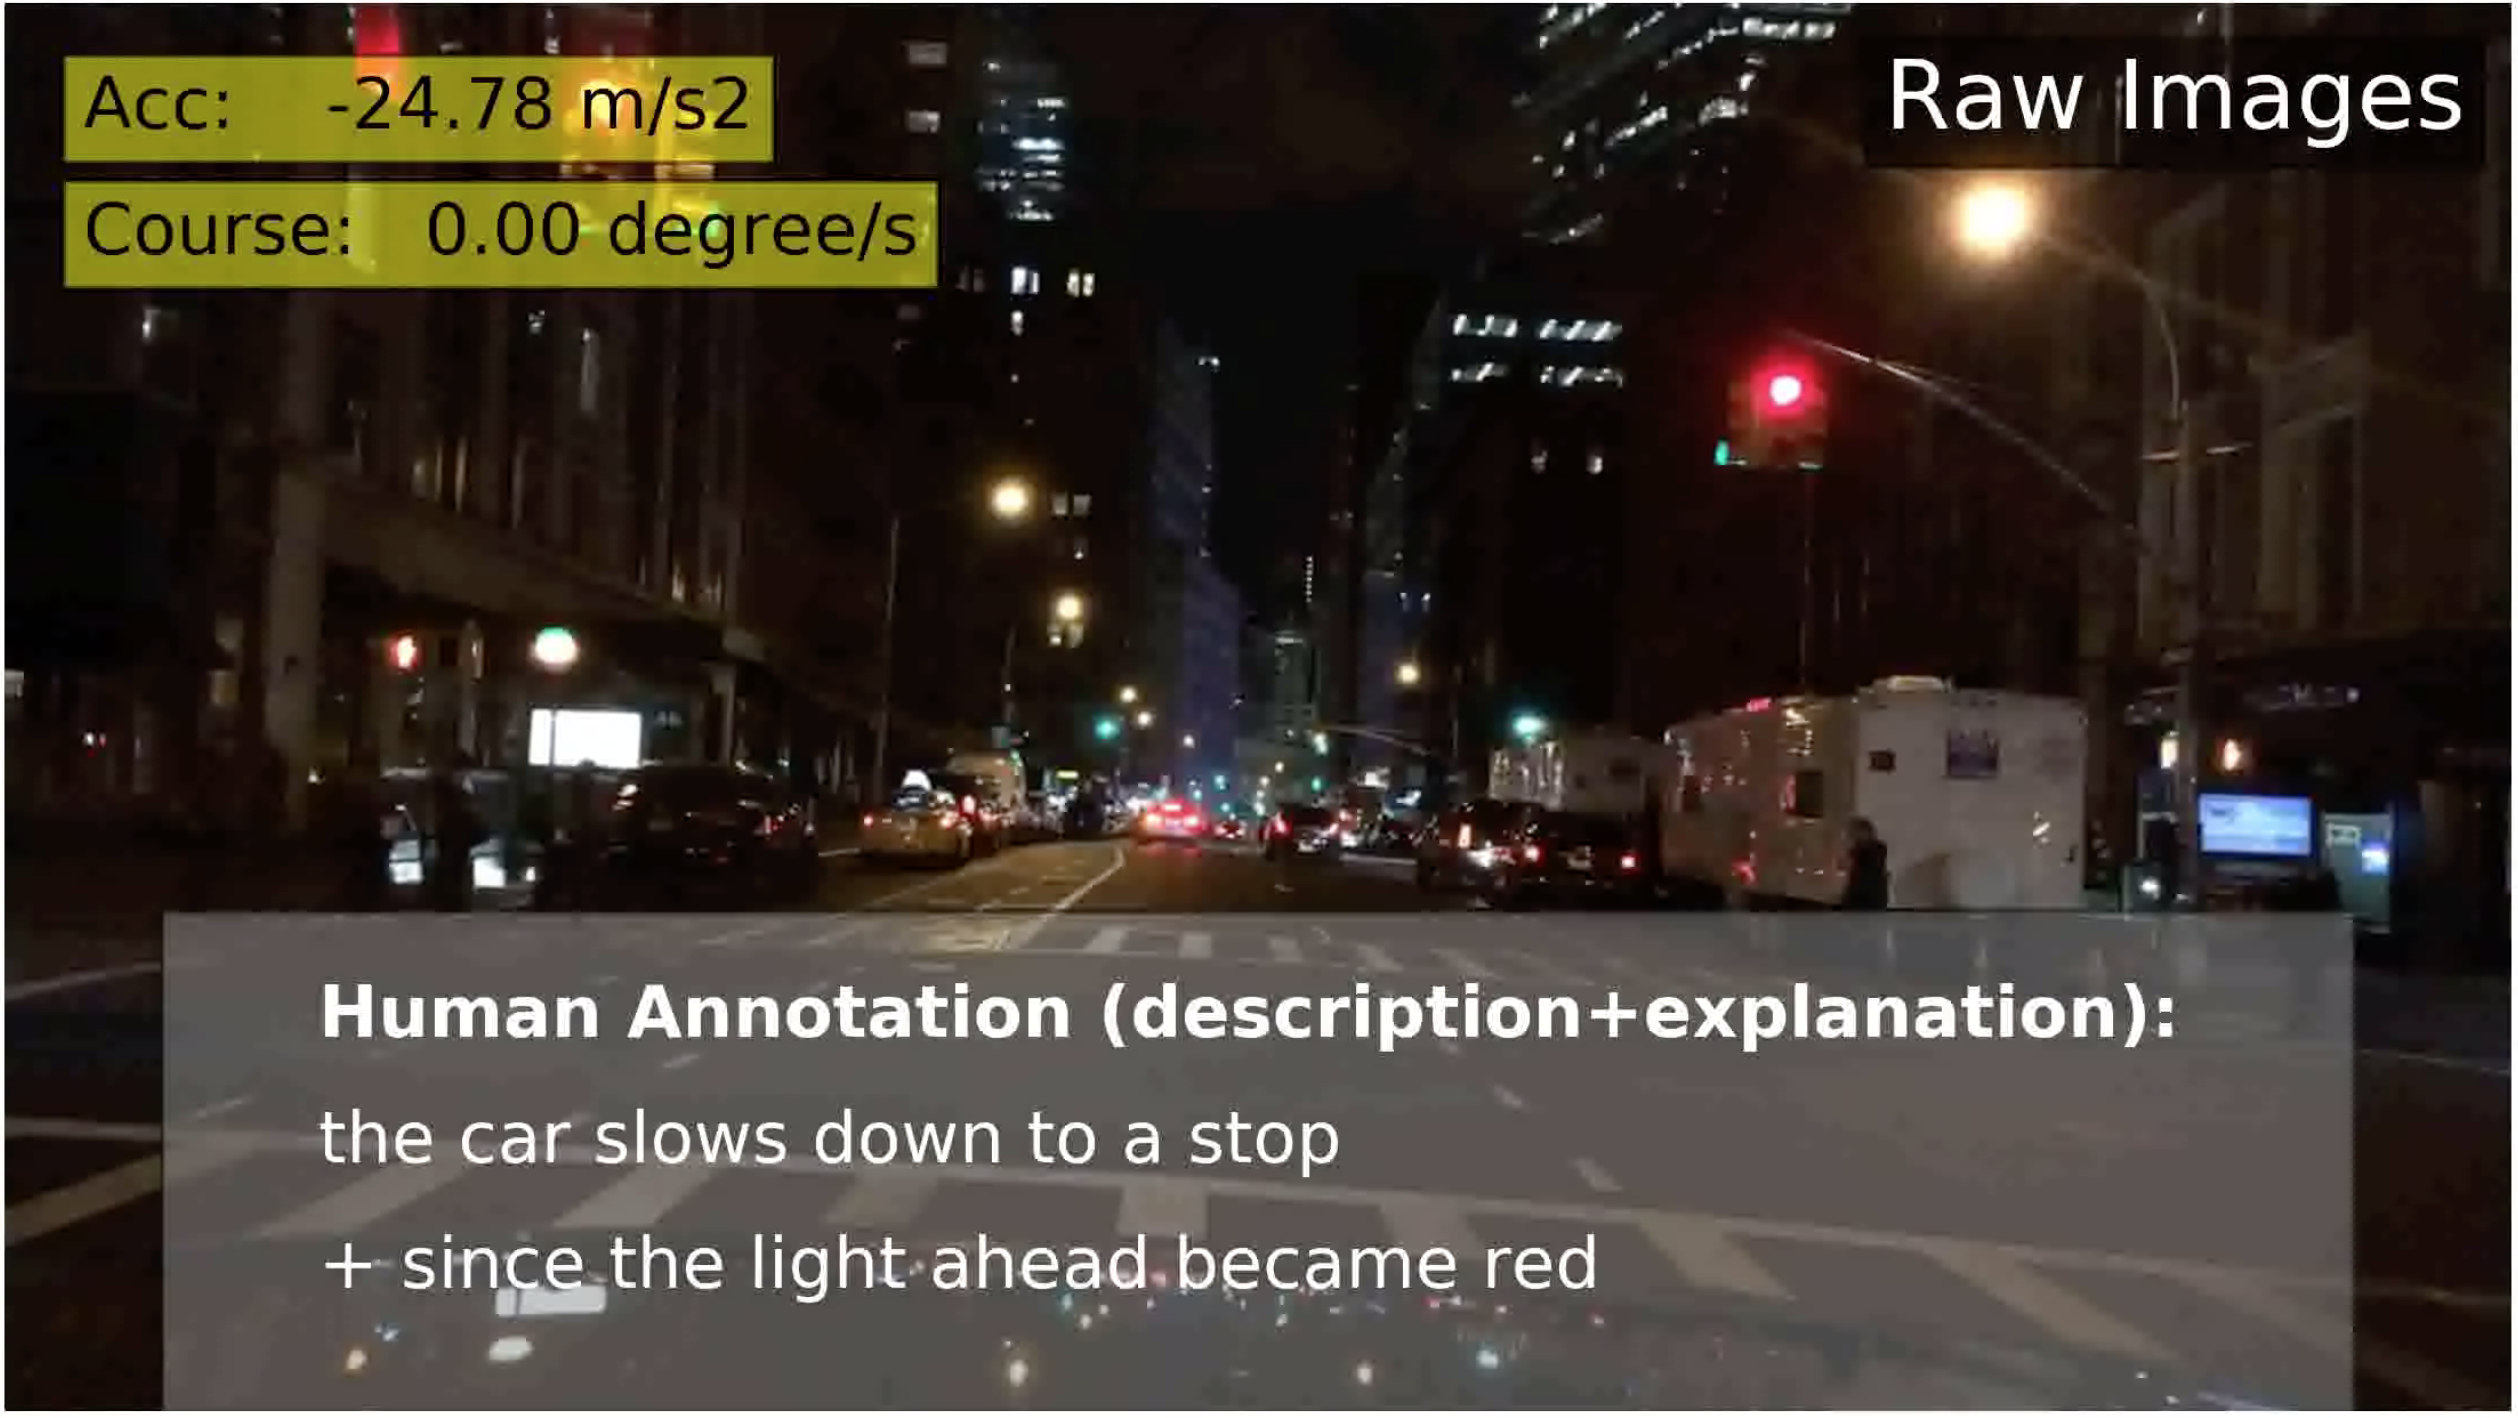 Acc: -24.78 m/s2
Raw Images
Course: 0.00 degree/s
Human Annotation (description+explanation):
the car slows down to a stop
+ since the light ahead became red